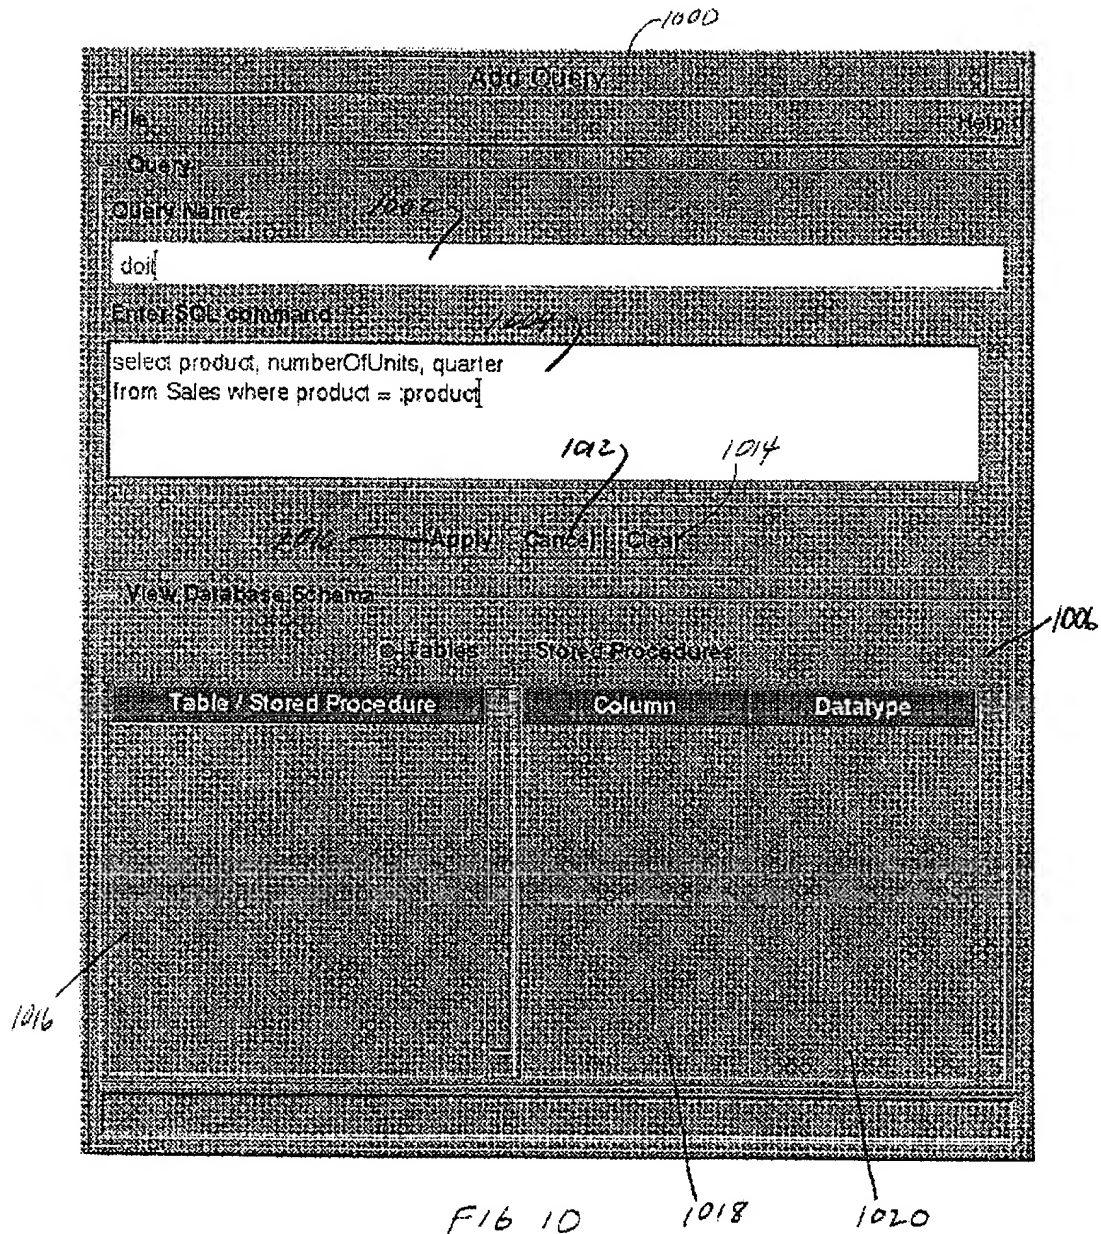 1000
Add Query
File Help
Query
Query Name 1002
doit
Enter SQL command 1004
select product, numberOfUnits, quarter
from Sales where product = :product
1012 1014
Apply Cancel Clear
View Database Schema
1006
Tables Stored Procedures
Table / Stored Procedure Column Datatype
1016
1018 1020
FIG 10